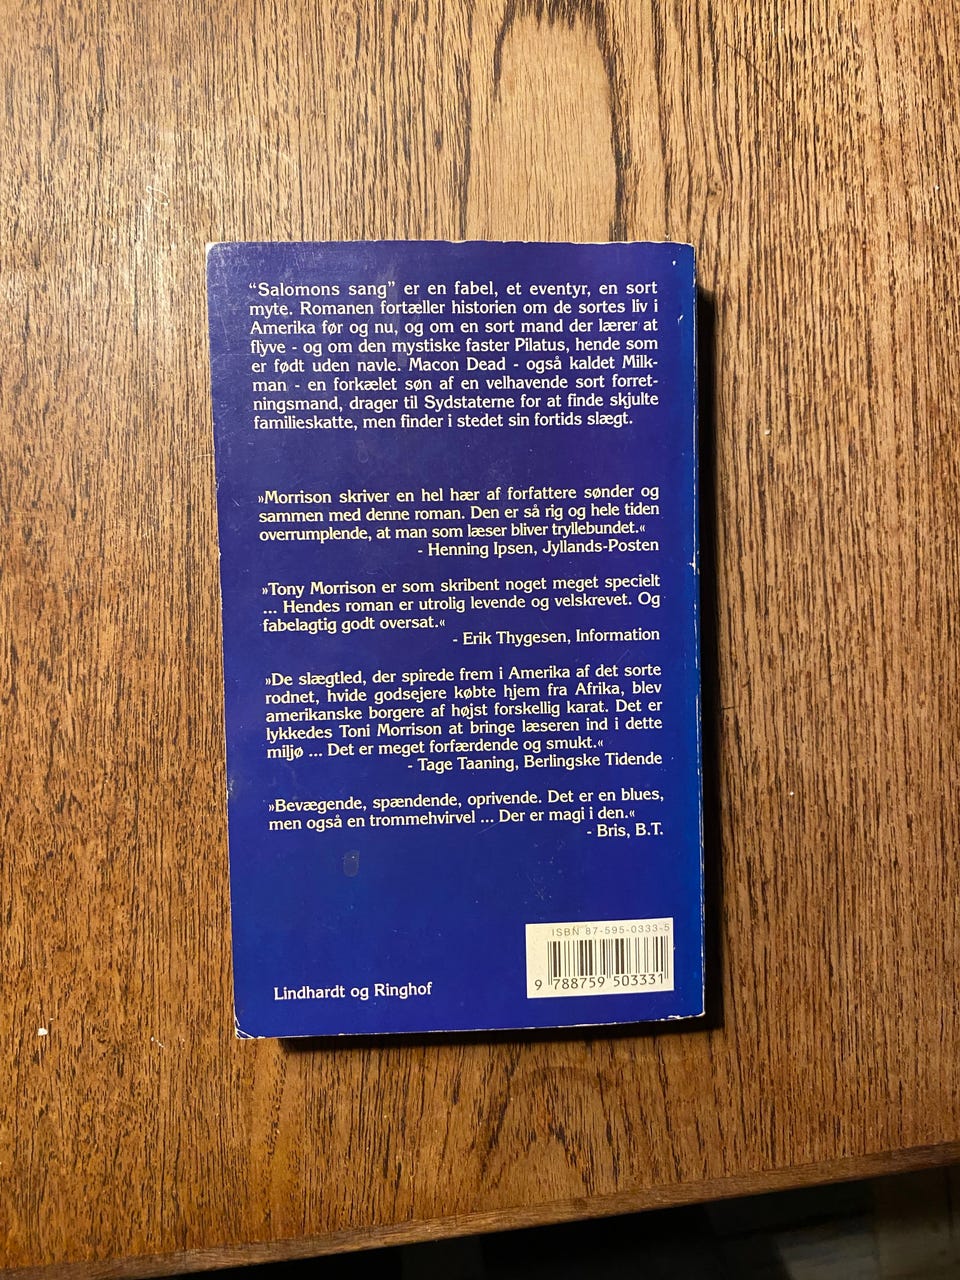 “Salomons sang” er en fabel, et eventyr, en sort
myte. Romanen fortæller historien om de sortes liv i
Amerika før og nu, og om en sort mand der lærer at
flyve - og om den mystiske faster Pilatus, hende som
er født uden navle. Macon Dead - også kaldet Milk-
man - en forkælet søn af en velhavende sort forret-
ningsmand, drager til Sydstaterne for at finde skjulte
familieskatte, men finder i stedet sin fortids slægt.
»Morrison skriver en hel hær af forfattere sønder og
sammen med denne roman. Den er så rig og hele tiden
overrumplende, at man som læser bliver tryllebundet.«
- Henning Ipsen, Jyllands-Posten
»Tony Morrison er som skribent noget meget specielt
... Hendes roman er utrolig levende og velskrevet. Og
fabelagtig godt oversat.«
- Erik Thygesen, Information
»De slægtled, der spirede frem i Amerika af det sorte
rodnet, hvide godsejere købte hjem fra Afrika, blev
amerikanske borgere af højst forskellig karat. Det er
lykkedes Toni Morrison at bringe læseren ind i dette
miljø ... Det er meget forfærdende og smukt.«
- Tage Taaning, Berlingske Tidende
»Bevægende, spændende, oprivende. Det er en blues,
men også en trommehvirvel ... Der er magi i den.«
- Bris, B.T.
ISBN 87-595-0333-5
9 788759 503331
Lindhardt og Ringhof